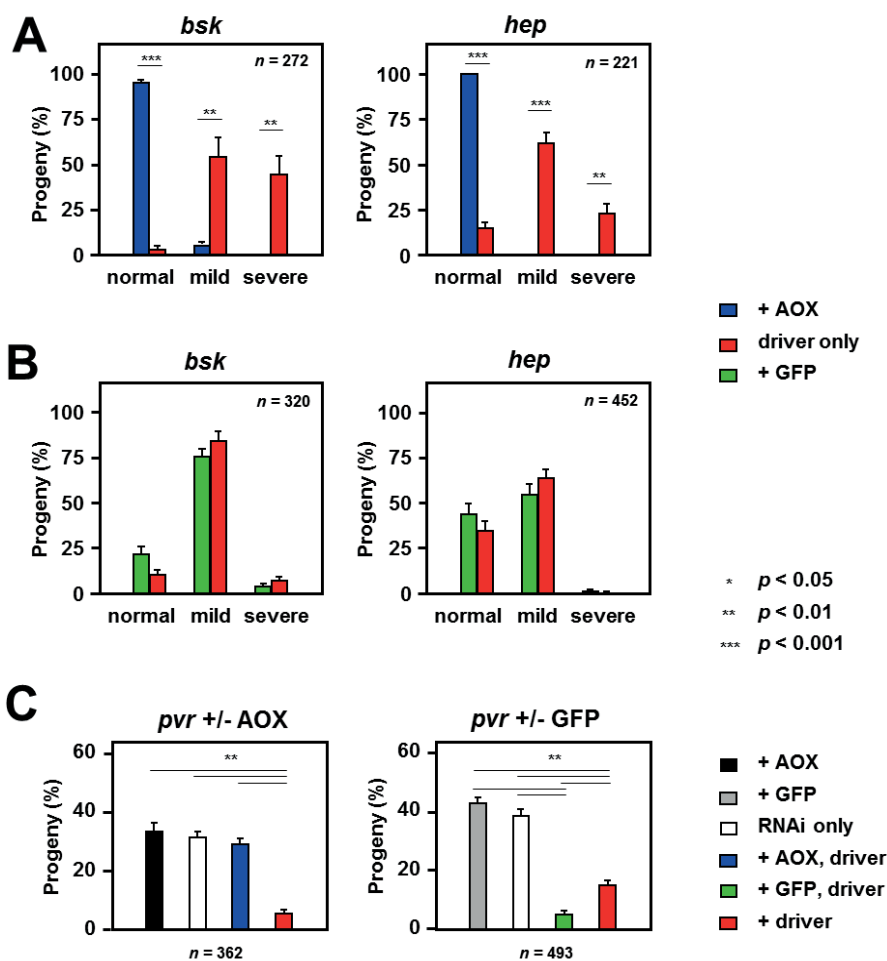 A
bsk
hep
Progeny (%)
100
75
50
25
0
***
**
**
n = 272
normal mild severe
Progeny (%)
100
75
50
25
0
***
***
**
n = 221
normal mild severe
+ AOX
driver only
+ GFP
B
bsk
hep
Progeny (%)
100
75
50
25
0
n = 320
normal mild severe
Progeny (%)
100
75
50
25
0
n = 452
normal mild severe
* p < 0.05
** p < 0.01
*** p < 0.001
C
pvr +/- AOX
pvr +/- GFP
Progeny (%)
60
40
20
0
**
n = 362
Progeny (%)
60
40
20
0
**
n = 493
+ AOX
+ GFP
RNAi only
+ AOX, driver
+ GFP, driver
+ driver